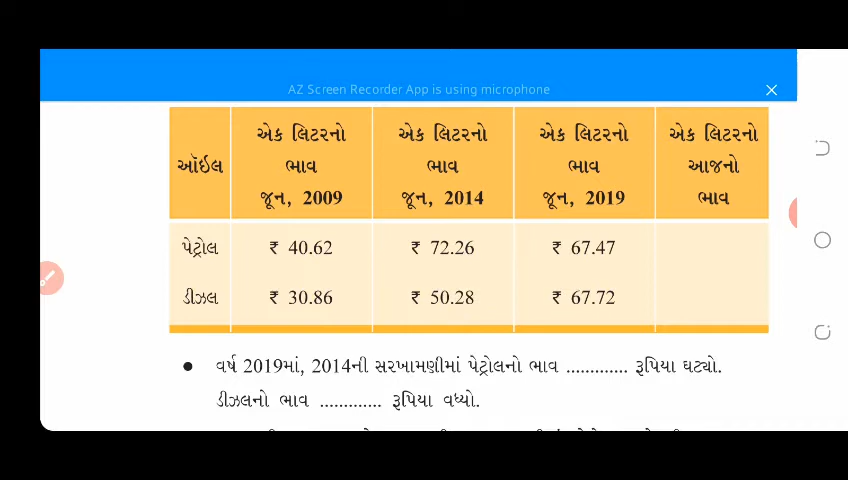 AZ Screen Recorder App is using microphone
ઑઇલ
એક લિટરનો
ભાવ
જૂન, 2009
એક લિટરનો
ભાવ
જૂન, 2014
એક લિટરનો
ભાવ
જૂન, 2019
એક લિટરનો
આજનો
ભાવ
પેટ્રોલ ₹ 40.62 ₹ 72.26 ₹ 67.47
ડીઝલ ₹ 30.86 ₹ 50.28 ₹ 67.72
● વર્ષ 2019માં, 2014ની સરખામણીમાં પેટ્રોલનો ભાવ ............. રૂપિયા ઘટ્યો.
ડીઝલનો ભાવ ............. રૂપિયા વધ્યો.